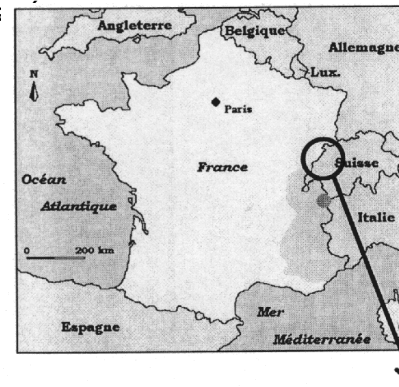 Angleterre
Belgique
Allemagne
Lux.
N
Paris
France
Suisse
Océan
Atlantique
Italie
0 200 km
Mer
Espagne
Méditerranée